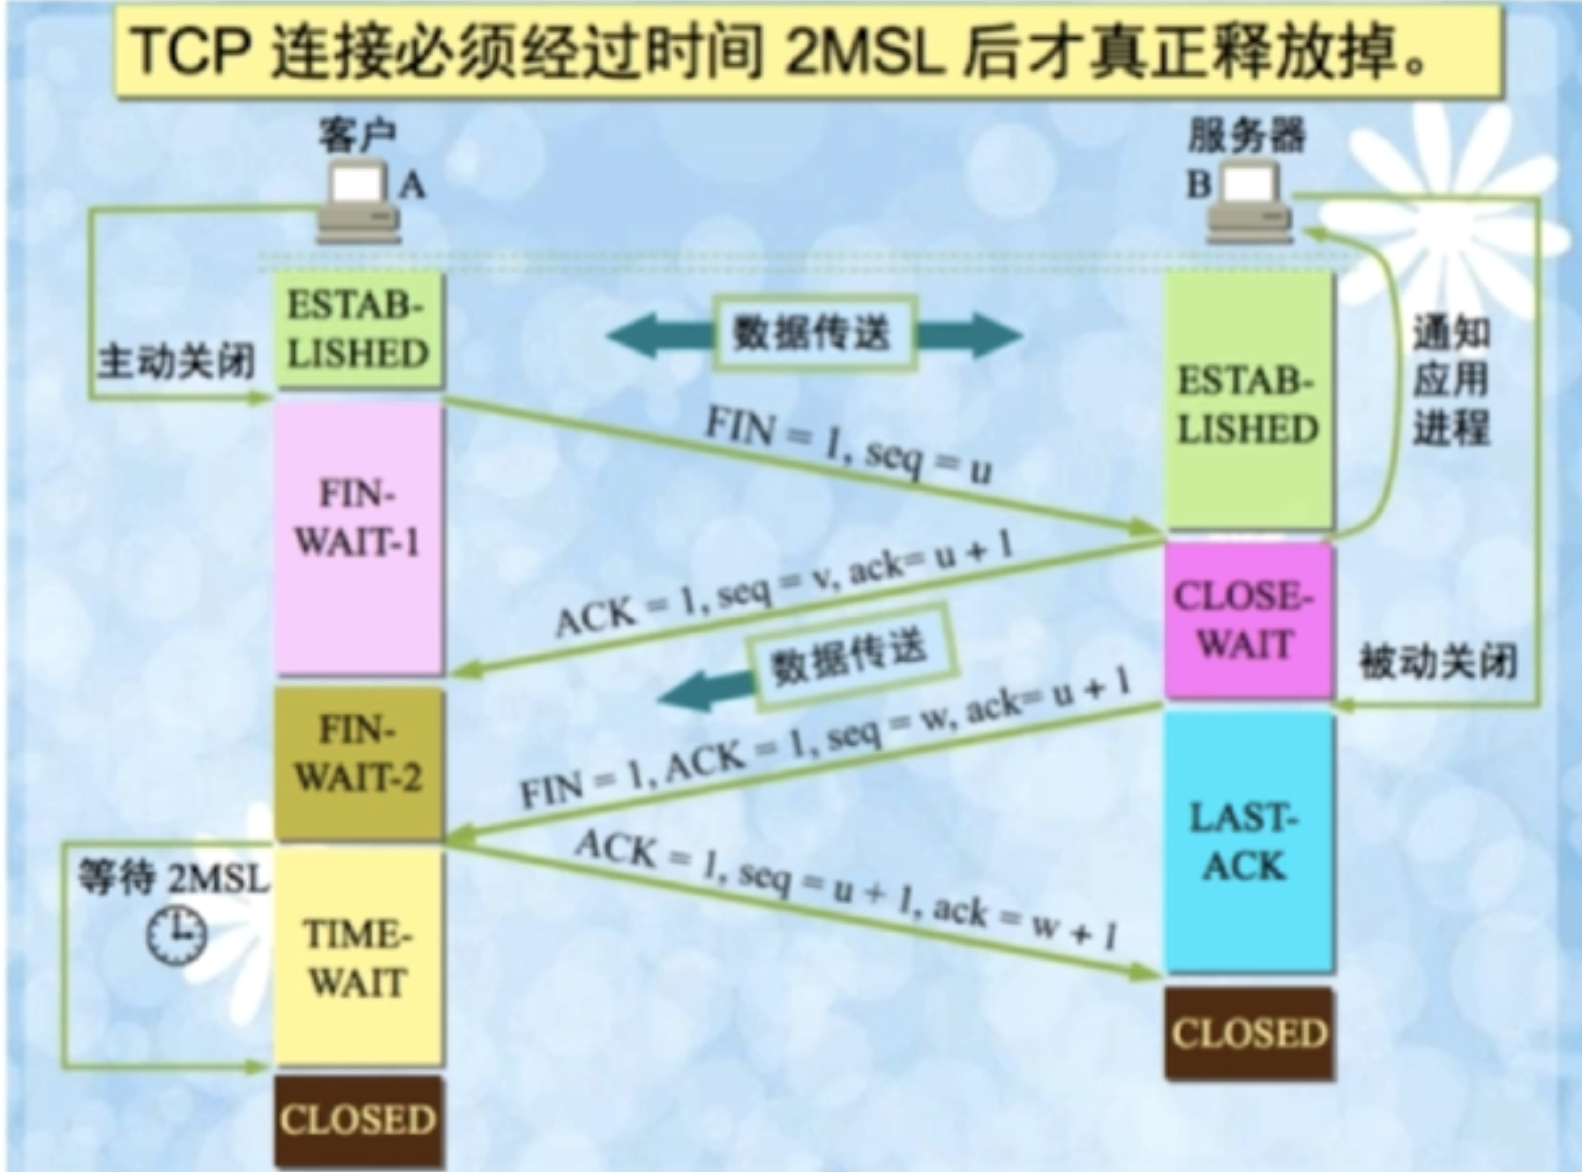 TCP 连接必须经过时间 2MSL 后才真正释放掉。
客户
A
服务器
B
ESTAB-
LISHED
主动关闭
数据传送
ESTAB-
LISHED
通知
应用
进程
FIN = 1, seq = u
FIN-
WAIT-1
ACK = 1, seq = v, ack= u + 1
CLOSE-
WAIT
数据传送
被动关闭
FIN-
WAIT-2
FIN = 1, ACK = 1, seq = w, ack= u + 1
LAST-
ACK
ACK = 1, seq = u + 1, ack = w + 1
等待 2MSL
TIME-
WAIT
CLOSED
CLOSED